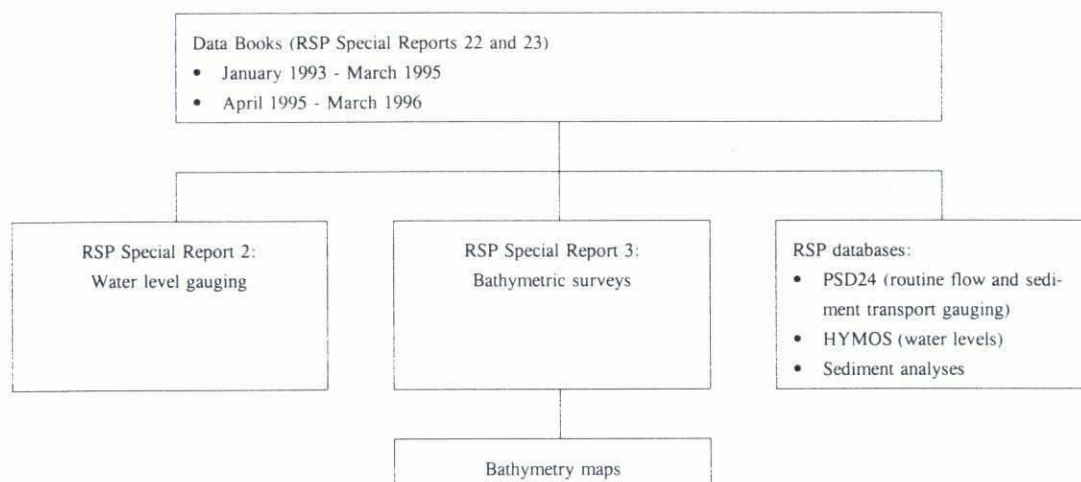 Data Books (RSP Special Reports 22 and 23)
• January 1993 - March 1995
• April 1995 - March 1996
RSP Special Report 2:
Water level gauging
RSP Special Report 3:
Bathymetric surveys
RSP databases:
• PSD24 (routine flow and sedi-
ment transport gauging)
• HYMOS (water levels)
• Sediment analyses
Bathymetry maps